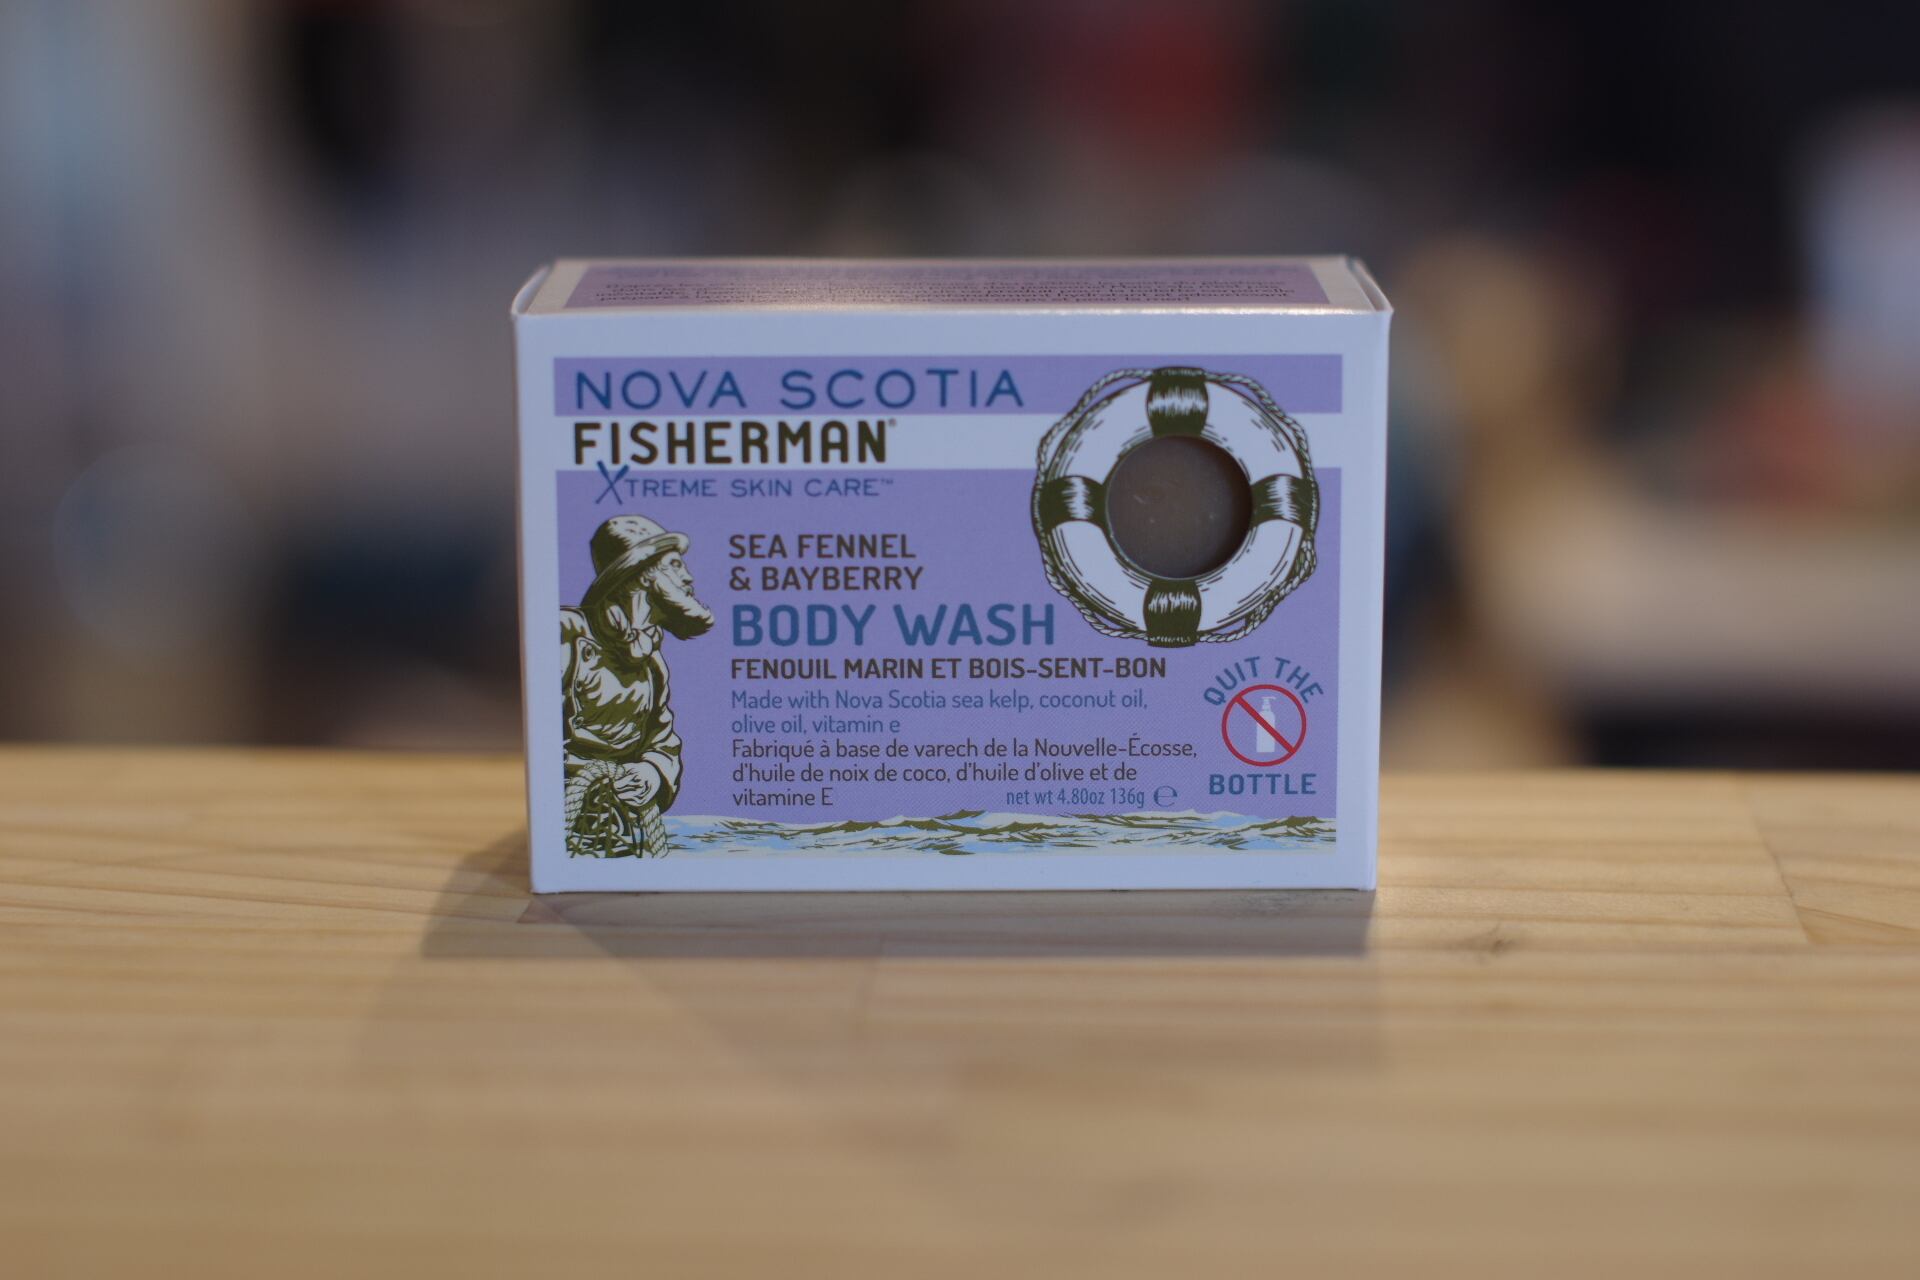 NOVA SCOTIA
FISHERMAN®
XTREME SKIN CARE™
SEA FENNEL
& BAYBERRY
BODY WASH
FENOUIL MARIN ET BOIS-SENT-BON
Made with Nova Scotia sea kelp, coconut oil,
olive oil, vitamin e
Fabriqué à base de varech de la Nouvelle-Écosse,
d'huile de noix de coco, d'huile d'olive et de
vitamine E
net wt 4.80oz 136g ℮
QUIT THE
BOTTLE